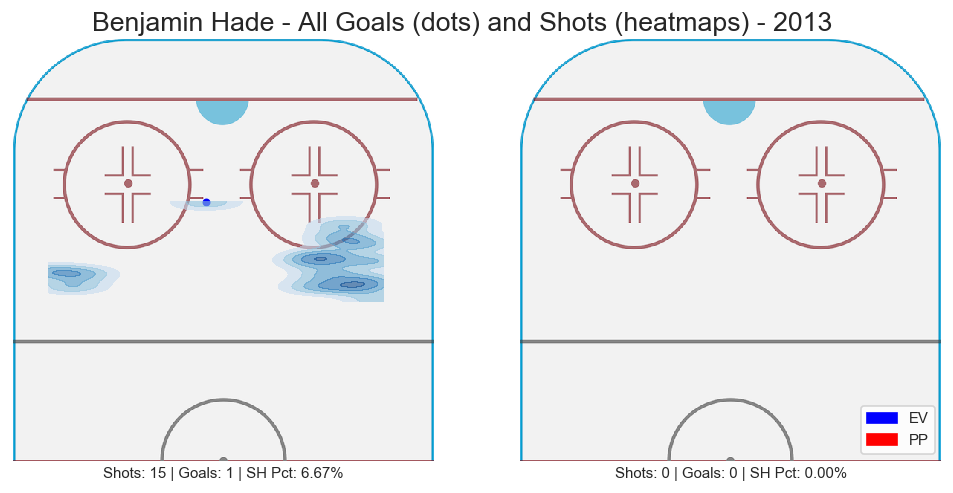 Benjamin Hade - All Goals (dots) and Shots (heatmaps) - 2013
EV
PP
Shots: 15 | Goals: 1 | SH Pct: 6.67%
Shots: 0 | Goals: 0 | SH Pct: 0.00%